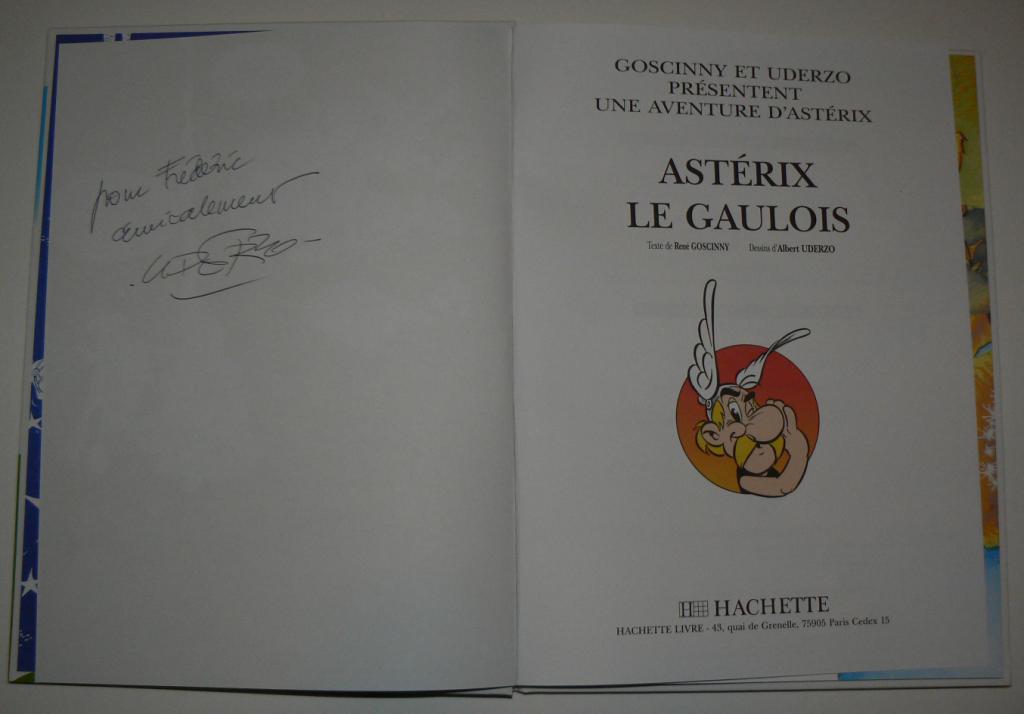 pour Frédéric
amicalement
UDERZO
GOSCINNY ET UDERZO
PRÉSENTENT
UNE AVENTURE D'ASTÉRIX
ASTÉRIX
LE GAULOIS
Texte de René GOSCINNY Dessins d'Albert UDERZO
HACHETTE
HACHETTE LIVRE - 43, quai de Grenelle, 75905 Paris Cedex 15